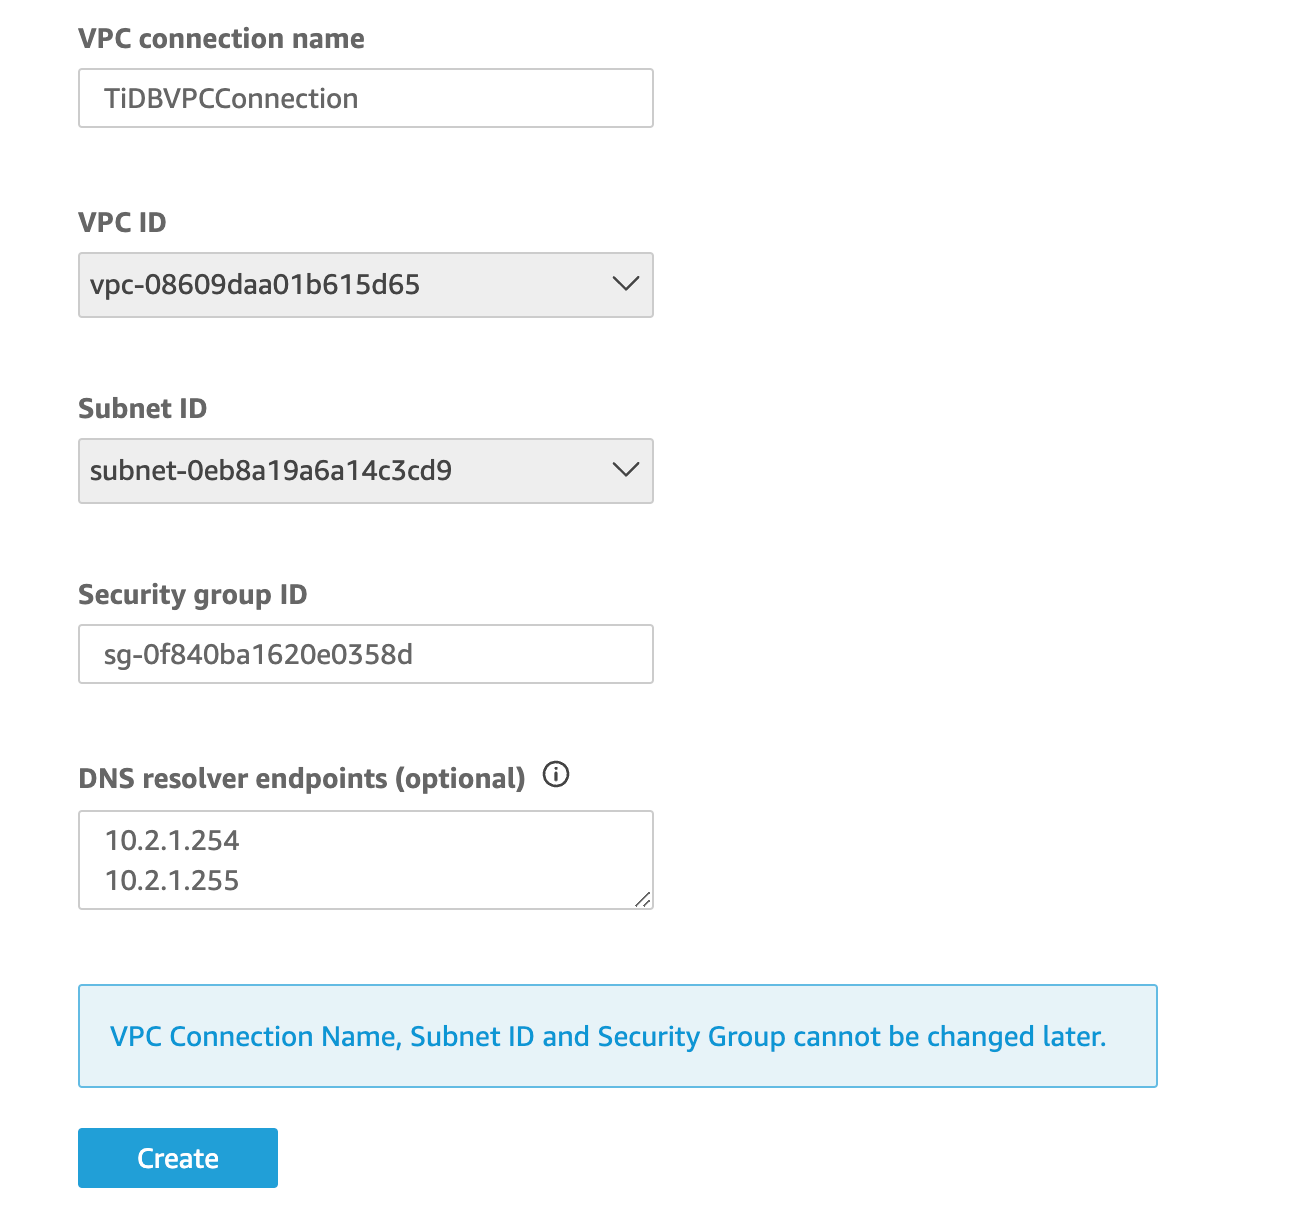 VPC connection name
TiDBVPCConnection
VPC ID
vpc-08609daa01b615d65
Subnet ID
subnet-0eb8a19a6a14c3cd9
Security group ID
sg-0f840ba1620e0358d
DNS resolver endpoints (optional)
10.2.1.254
10.2.1.255
VPC Connection Name, Subnet ID and Security Group cannot be changed later.
Create